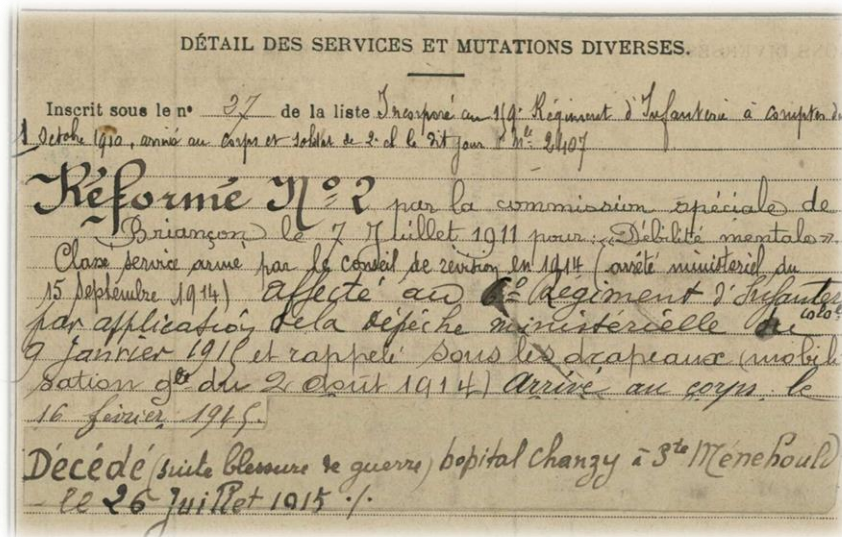 DÉTAIL DES SERVICES ET MUTATIONS DIVERSES.
Inscrit sous le n° 27 de la liste Incorporé au 159e Régiment d'Infanterie à compter du
1 Octobre 1910, arrivé au corps et soldat de 2e cl le dit jour Nle 2407
Réformé N° 2 par la commission spéciale de
Briançon le 7 Juillet 1911 pour : "Débilité mentale".
Classé service armé par le conseil de révision en 1914 (arrêté ministériel du
15 Septembre 1914) affecté au 6e Régiment d'Infanterie
colo
par application de la dépêche ministérielle du
9 Janvier 1915 et rappelé sous les drapeaux (mobili
sation gle du 2 Août 1914) Arrivé au corps le
16 février 1915.
Décédé (suite blessure de guerre) hopital Chanzy à Ste Ménehould
le 26 Juillet 1915 ./.